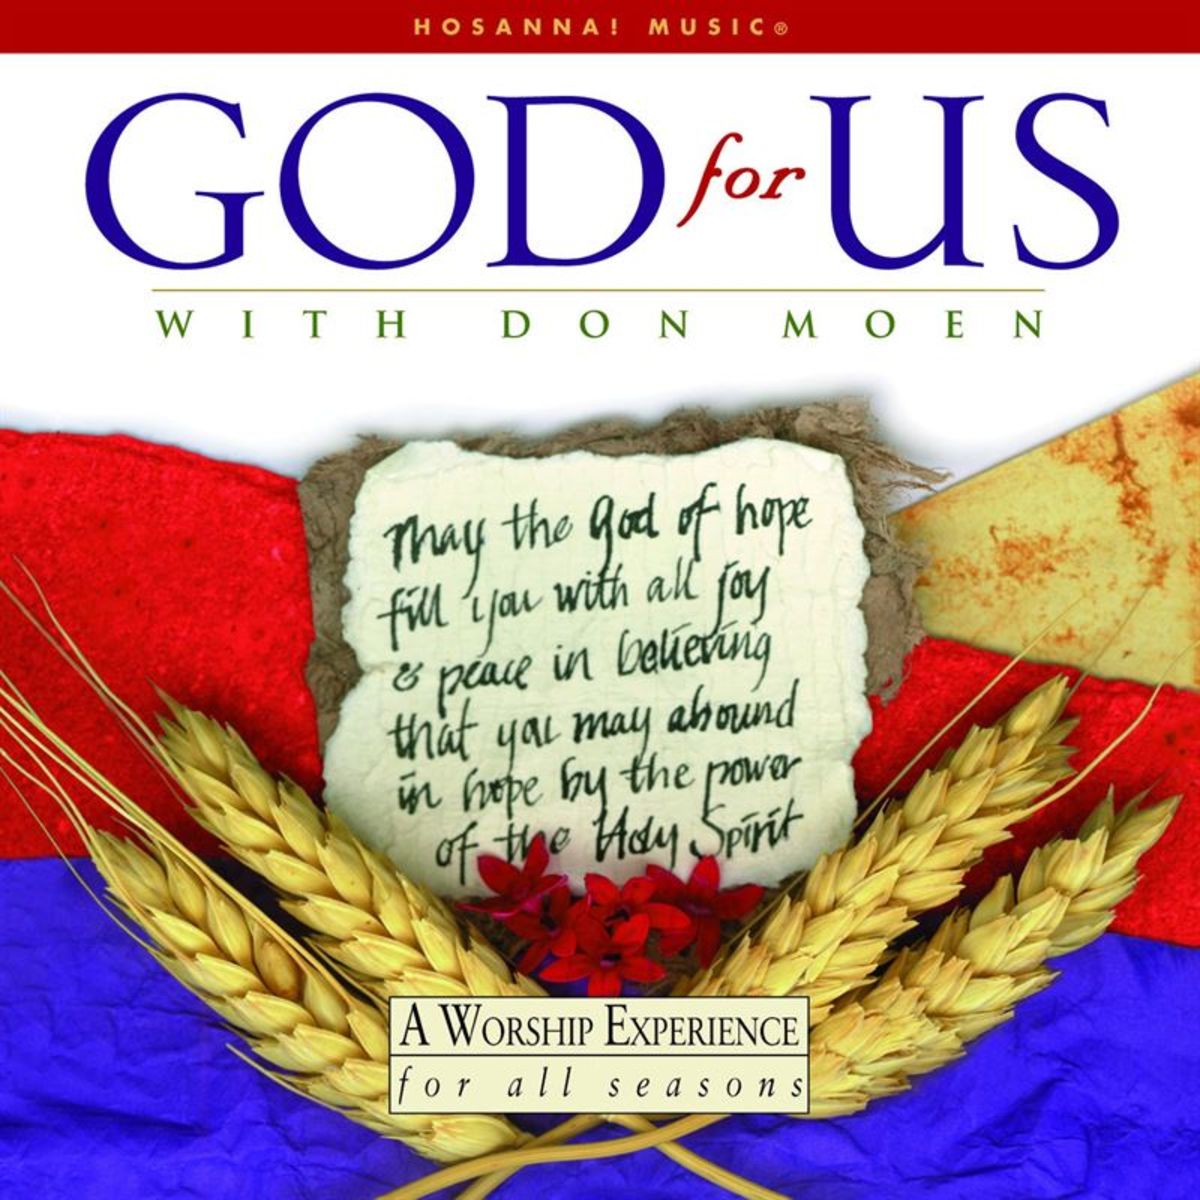 HOSANNA! MUSIC®
GOD for US
WITH DON MOEN
May the God of hope
fill you with all joy
& peace in believing
that you may abound
in hope by the power
of the Holy Spirit
A WORSHIP EXPERIENCE
for all seasons